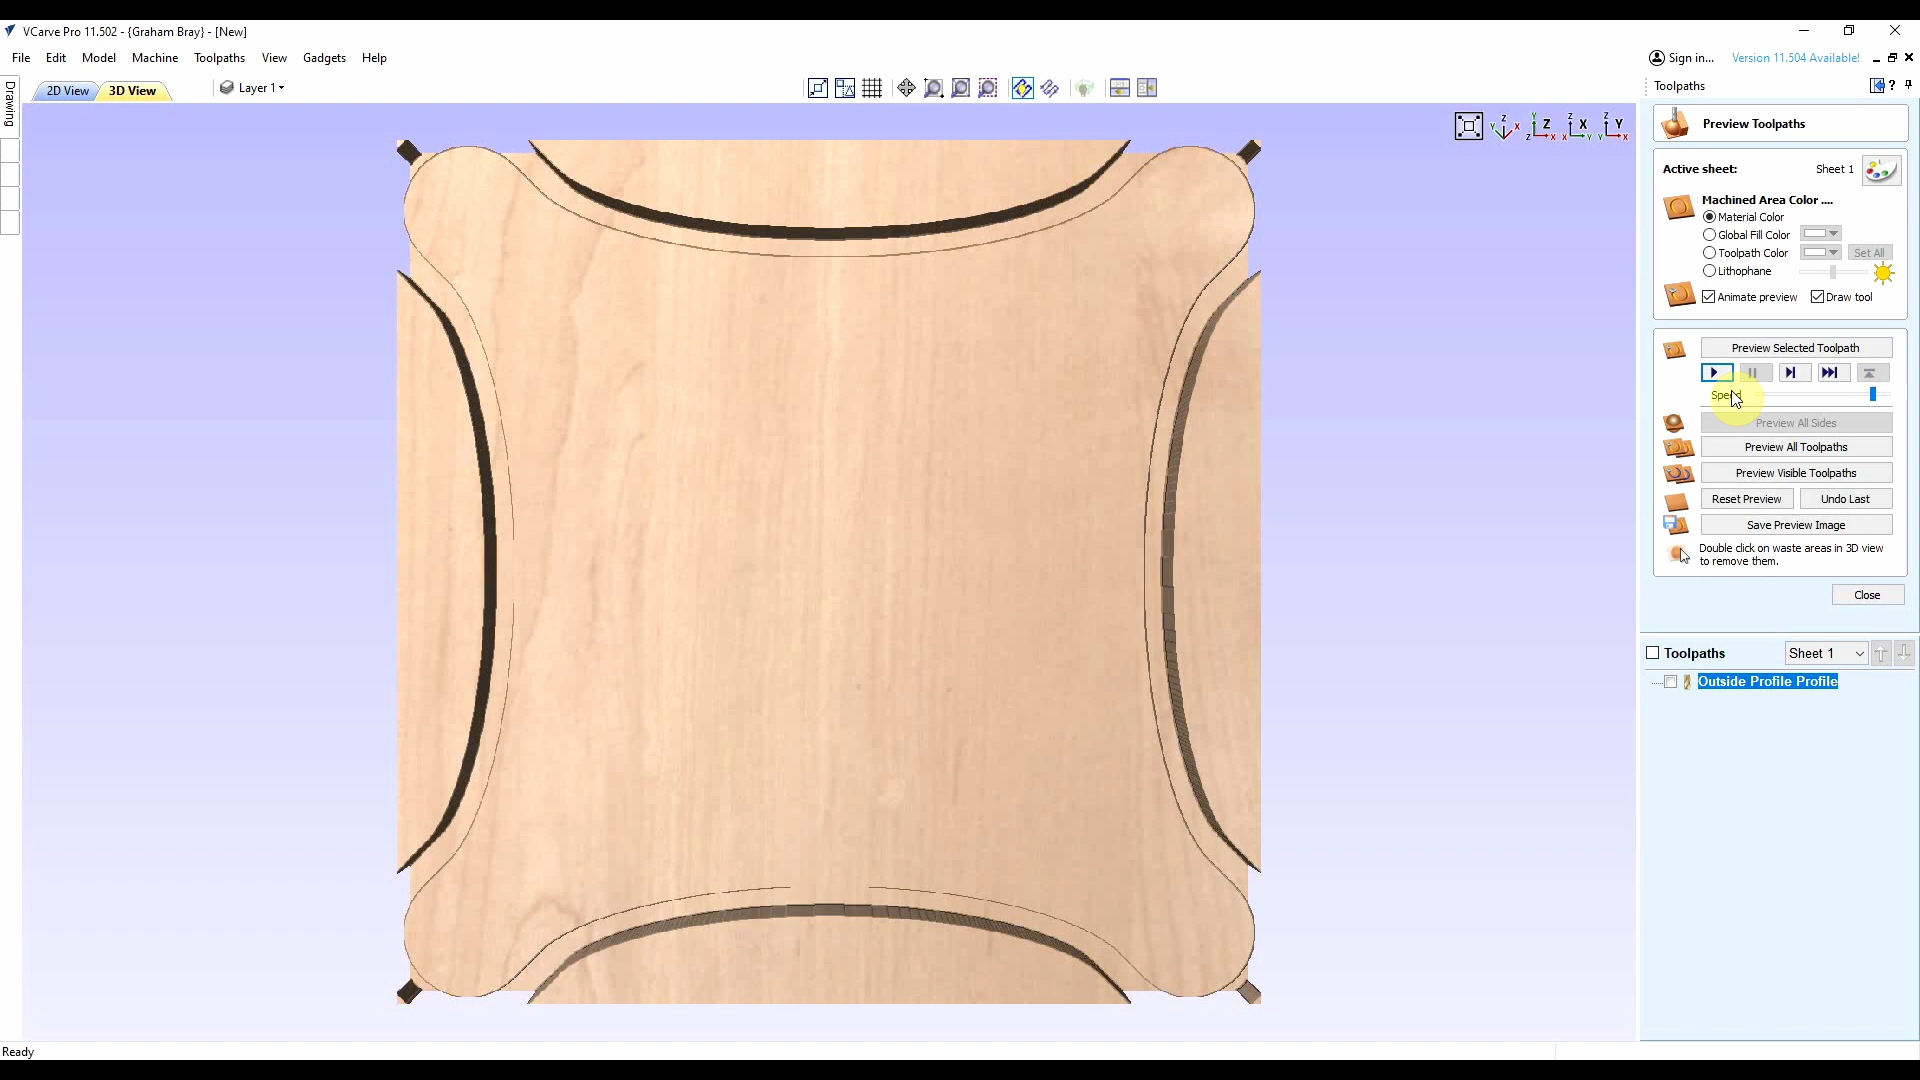 VCarve Pro 11.502 - {Graham Bray} - [New]
File Edit Model Machine Toolpaths View Gadgets Help
Sign in... Version 11.504 Available!
Drawing
2D View 3D View Layer 1
Toolpaths ?
Z Y X
Z X Y Z
X Z Y
Y Z X
Preview Toolpaths
Active sheet: Sheet 1
Machined Area Color ....
Material Color
Global Fill Color
Toolpath Color Set All
Lithophane
Animate preview Draw tool
Preview Selected Toolpath
Speed
Preview All Sides
Preview All Toolpaths
Preview Visible Toolpaths
Reset Preview Undo Last
Save Preview Image
Double click on waste areas in 3D view
to remove them.
Close
Toolpaths Sheet 1
Outside Profile Profile
Ready